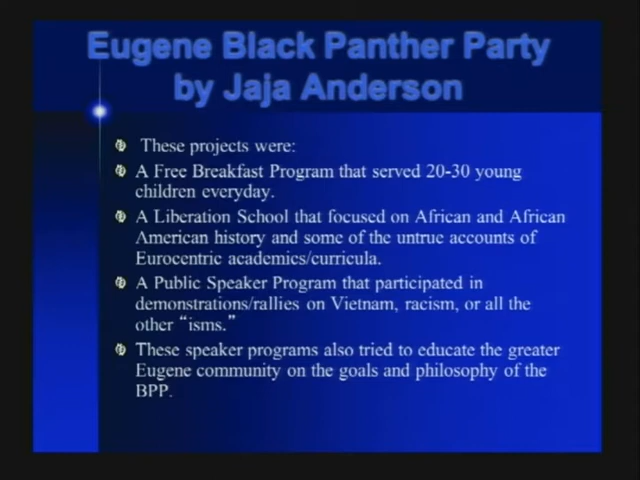 Eugene Black Panther Party
by Jaja Anderson
These projects were:
A Free Breakfast Program that served 20-30 young
children everyday.
A Liberation School that focused on African and African
American history and some of the untrue accounts of
Eurocentric academics/curricula.
A Public Speaker Program that participated in
demonstrations/rallies on Vietnam, racism, or all the
other “isms.”
These speaker programs also tried to educate the greater
Eugene community on the goals and philosophy of the
BPP.